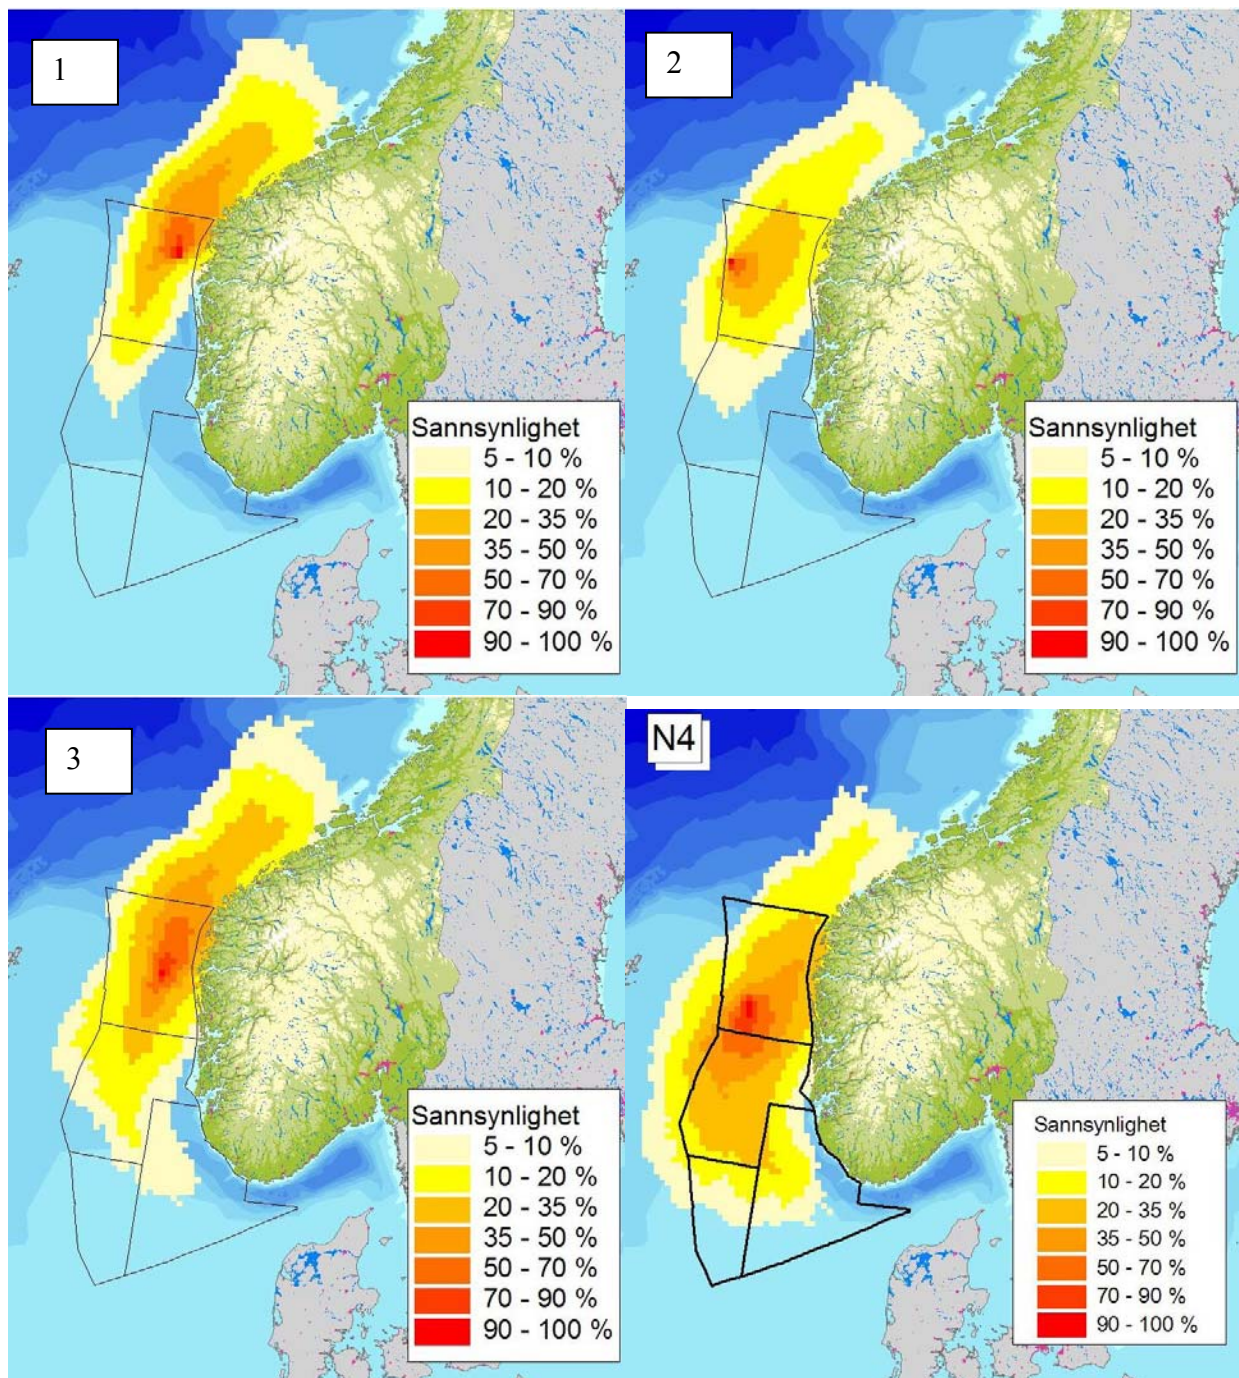 1
Sannsynlighet
5 - 10 %
10 - 20 %
20 - 35 %
35 - 50 %
50 - 70 %
70 - 90 %
90 - 100 %
2
Sannsynlighet
5 - 10 %
10 - 20 %
20 - 35 %
35 - 50 %
50 - 70 %
70 - 90 %
90 - 100 %
3
Sannsynlighet
5 - 10 %
10 - 20 %
20 - 35 %
35 - 50 %
50 - 70 %
70 - 90 %
90 - 100 %
N4
Sannsynlighet
5 - 10 %
10 - 20 %
20 - 35 %
35 - 50 %
50 - 70 %
70 - 90 %
90 - 100 %